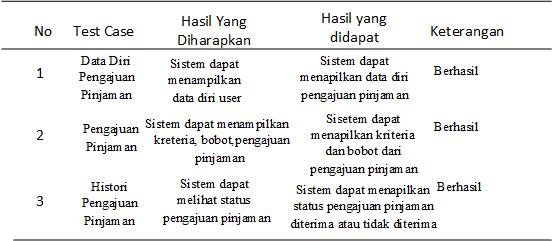 No Test Case Hasil Yang Diharapkan Hasil yang didapat Keterangan
1 Data Diri Pengajuan Pinjaman Sistem dapat menampilkan data diri user Sistem dapat menapilkan data diri pengajuan pinjaman Berhasil
2 Pengajuan Pinjaman Sistem dapat menampilkan kreteria, bobot,pengajuan pinjaman Sisetem dapat menapilkan kriteria dan bobot dari pengajuan pinjaman Berhasil
3 Histori Pengajuan Pinjaman Sistem dapat melihat status pengajuan pinjaman Sistem dapat menapilkan status pengajuan pinjaman diterima atau tidak diterima Berhasil